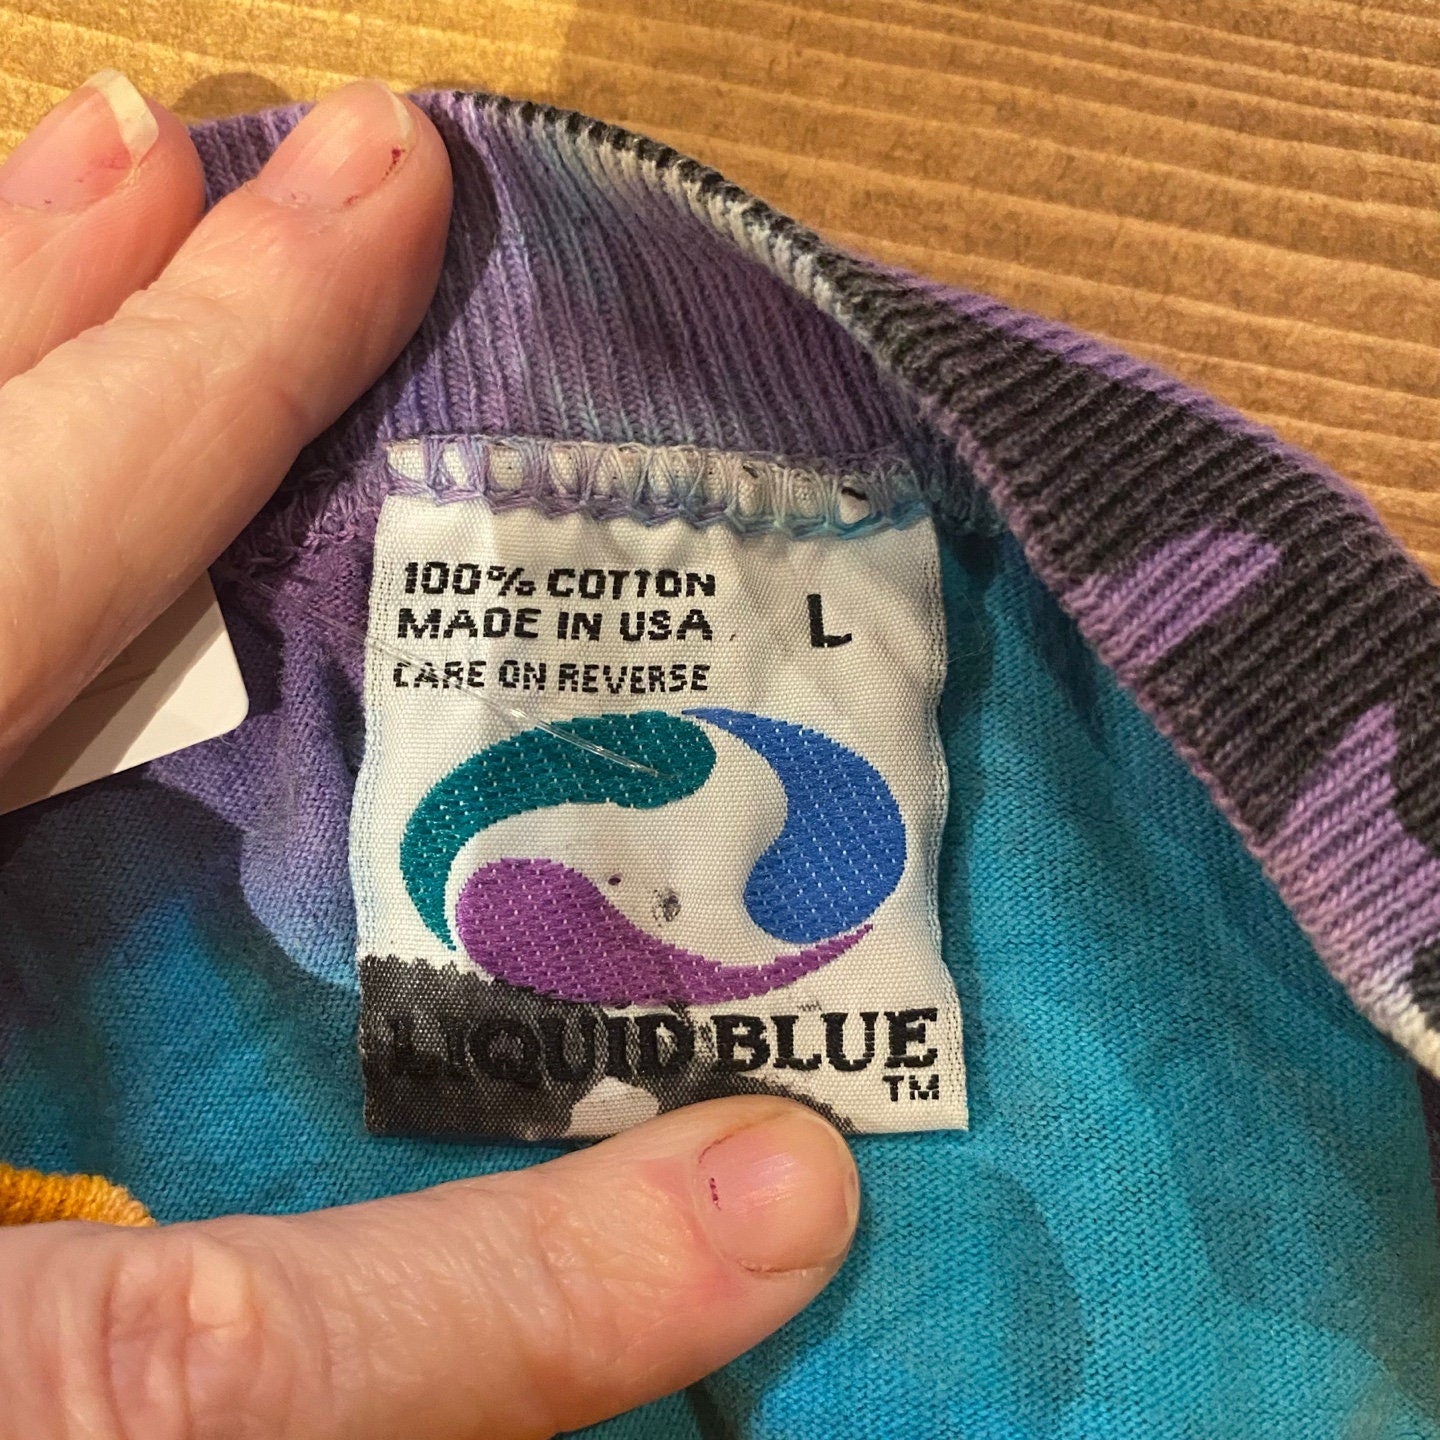 100% COTTON
MADE IN USA
L
CARE ON REVERSE
LIQUID BLUE
TM